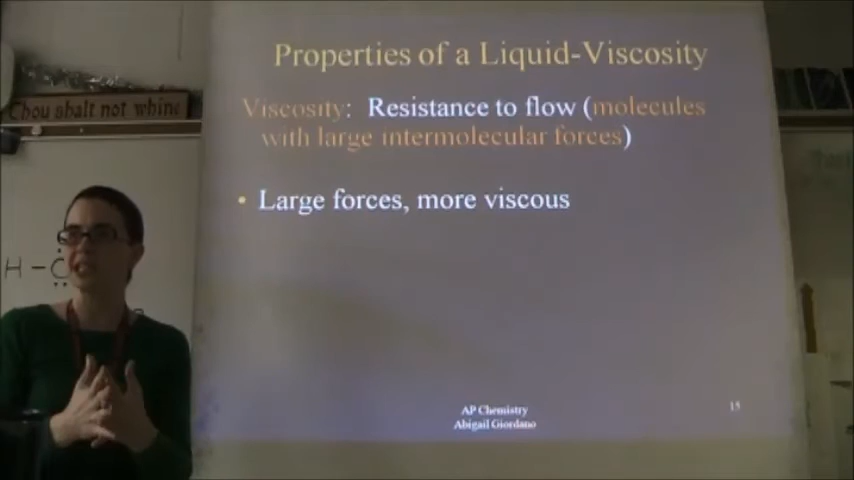 Properties of a Liquid-Viscosity
Chou shalt not whine
Viscosity: Resistance to flow (molecules
with large intermolecular forces)
• Large forces, more viscous
H - O
AP Chemistry
Abigail Giordano
15